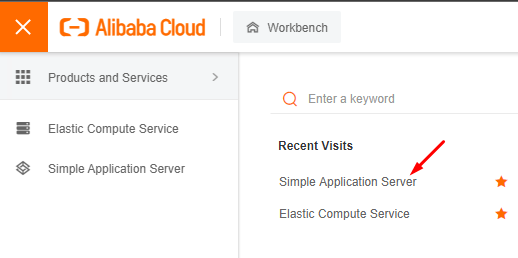 Alibaba Cloud
Workbench
Products and Services
Elastic Compute Service
Simple Application Server
Enter a keyword
Recent Visits
Simple Application Server
Elastic Compute Service